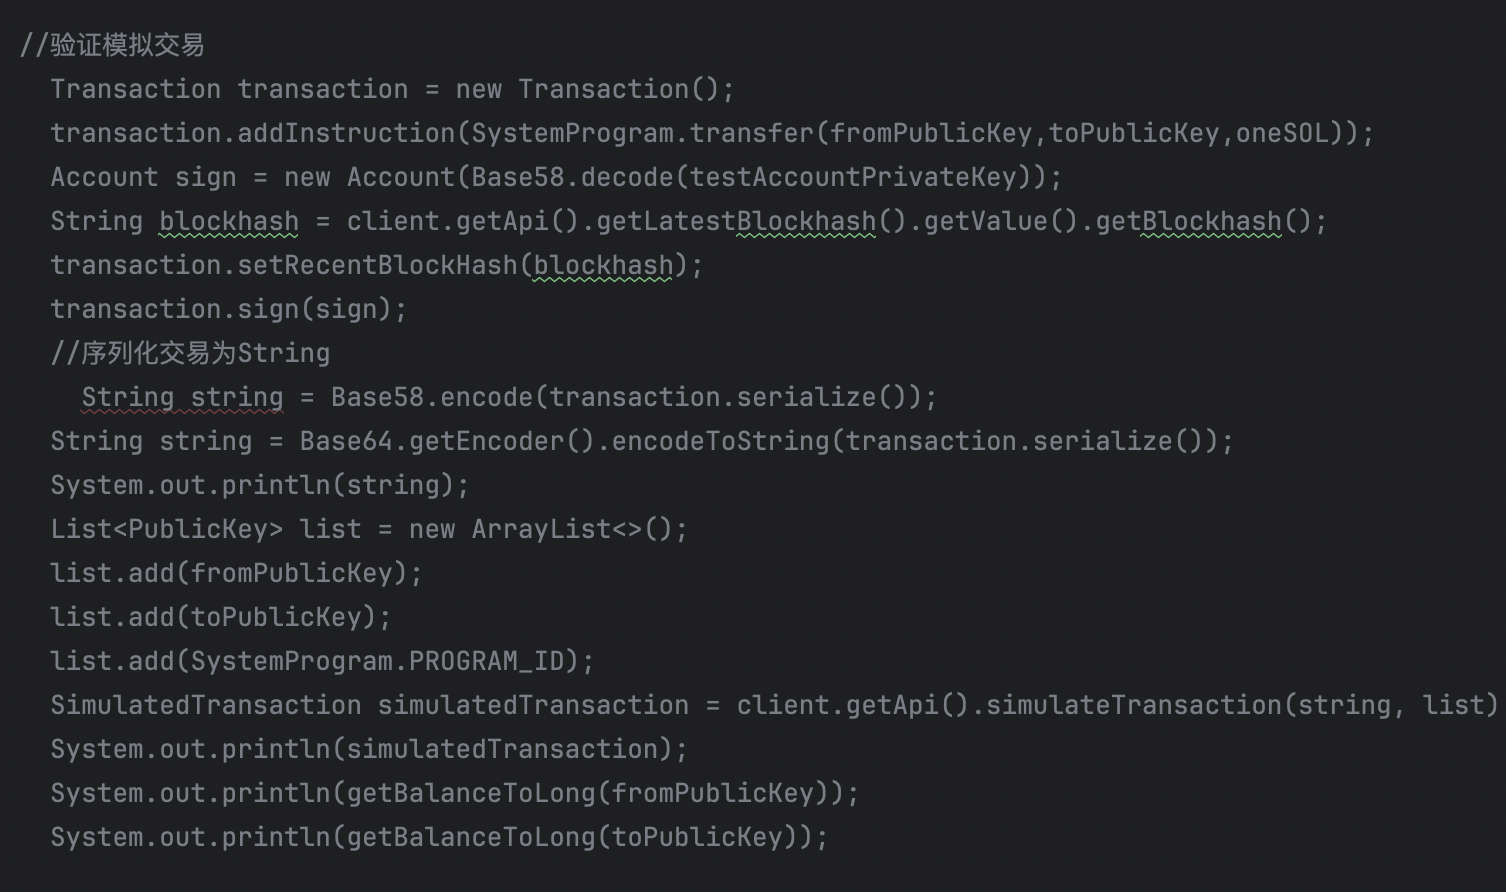 //验证模拟交易
Transaction transaction = new Transaction();
transaction.addInstruction(SystemProgram.transfer(fromPublicKey,toPublicKey,oneSOL));
Account sign = new Account(Base58.decode(testAccountPrivateKey));
String blockhash = client.getApi().getLatestBlockhash().getValue().getBlockhash();
transaction.setRecentBlockHash(blockhash);
transaction.sign(sign);
//序列化交易为String
String string = Base58.encode(transaction.serialize());
String string = Base64.getEncoder().encodeToString(transaction.serialize());
System.out.println(string);
List<PublicKey> list = new ArrayList<>();
list.add(fromPublicKey);
list.add(toPublicKey);
list.add(SystemProgram.PROGRAM_ID);
SimulatedTransaction simulatedTransaction = client.getApi().simulateTransaction(string, list)
System.out.println(simulatedTransaction);
System.out.println(getBalanceToLong(fromPublicKey));
System.out.println(getBalanceToLong(toPublicKey));